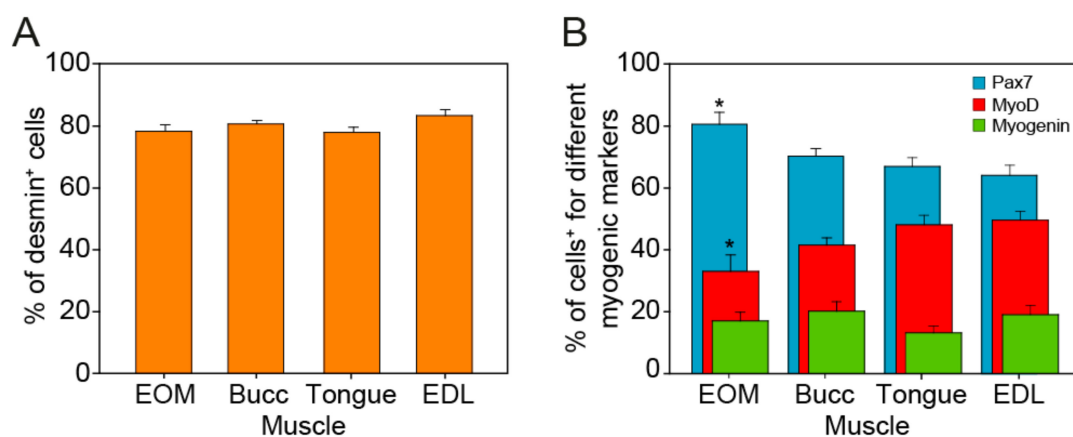 A
% of desmin⁺ cells
100
80
60
40
20
0
EOM Bucc Tongue EDL
Muscle
B
% of cells⁺ for different
myogenic markers
100
80
60
40
20
0
Pax7
MyoD
Myogenin
*
*
EOM Bucc Tongue EDL
Muscle